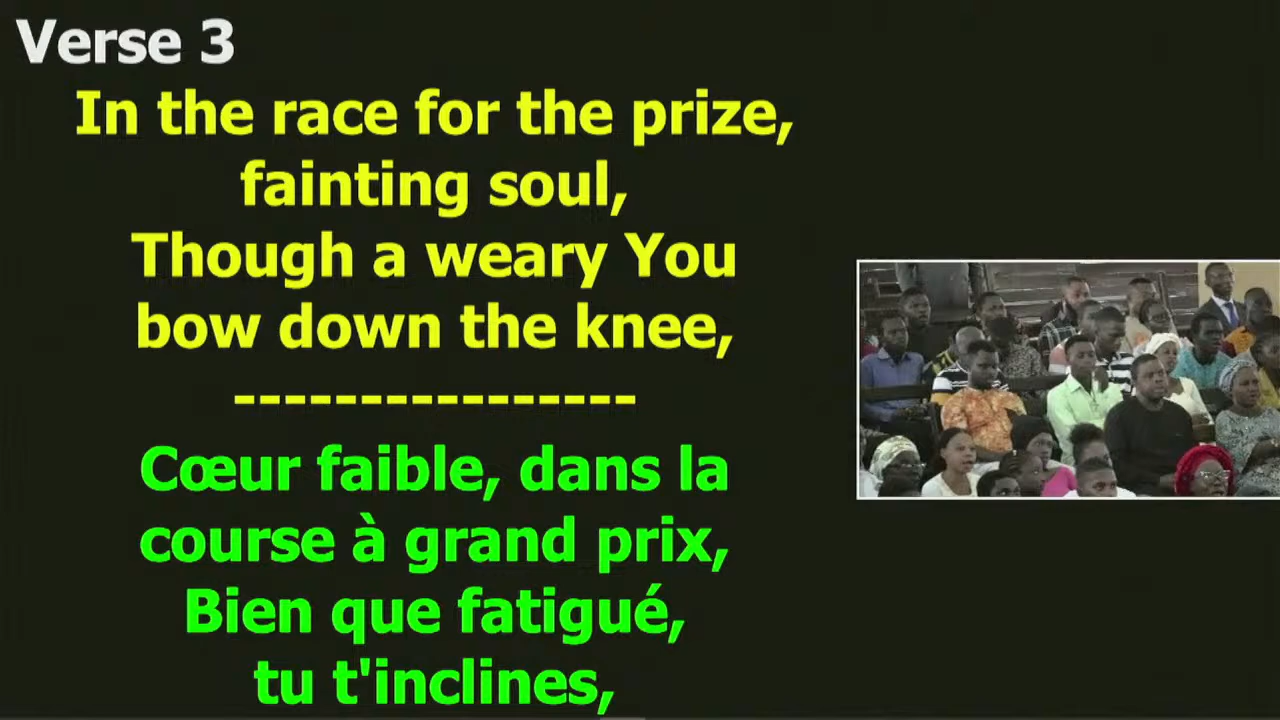 Verse 3
In the race for the prize,
fainting soul,
Though a weary You
bow down the knee,
----------------
Cœur faible, dans la
course à grand prix,
Bien que fatigué,
tu t'inclines,